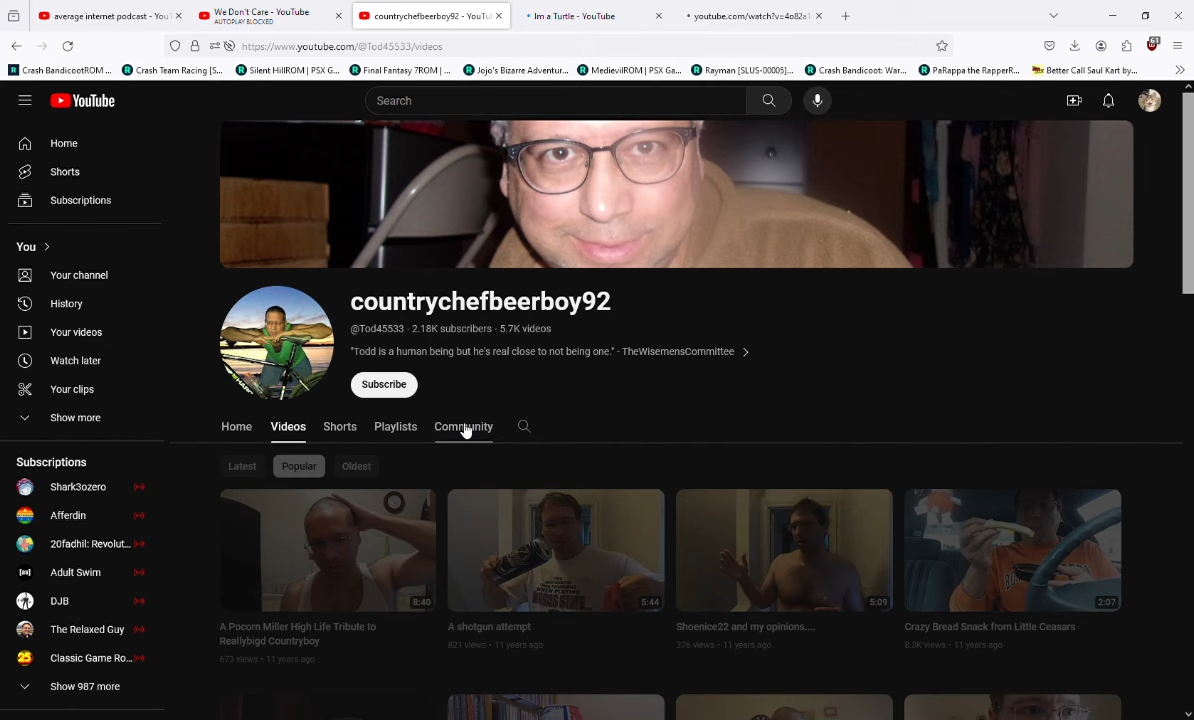 average internet podcast - YouT
We Don't Care - YouTube
AUTOPLAY BLOCKED
countrychefbeerboy92 - YouTu
Im a Turtle - YouTube
youtube.com/watch?v=4o82a1
https://www.youtube.com/@Tod45533/videos
61
Crash BandicootROM ...
Crash Team Racing [S...
Silent HillROM | PSX G...
Final Fantasy 7ROM | ...
Jojo's Bizarre Adventur...
MedievilROM | PSX Ga...
Rayman [SLUS-00005]...
Crash Bandicoot: War...
PaRappa the RapperR...
Better Call Saul Kart by...
YouTube
Search
Home
Shorts
Subscriptions
You
Your channel
History
Your videos
Watch later
Your clips
Show more
Subscriptions
Shark3ozero
Afferdin
20fadhil: Revolut...
Adult Swim
DJB
The Relaxed Guy
Classic Game Ro...
Show 987 more
countrychefbeerboy92
@Tod45533 · 2.18K subscribers · 5.7K videos
"Todd is a human being but he's real close to not being one." - TheWisemensCommittee
Subscribe
Home
Videos
Shorts
Playlists
Community
Latest
Popular
Oldest
8:40
5:44
5:09
2:07
A Pocorn Miller High Life Tribute to
Reallybigd Countryboy
673 views • 11 years ago
A shotgun attempt
821 views • 11 years ago
Shoenice22 and my opinions....
376 views • 11 years ago
Crazy Bread Snack from Little Ceasars
8.3K views • 11 years ago